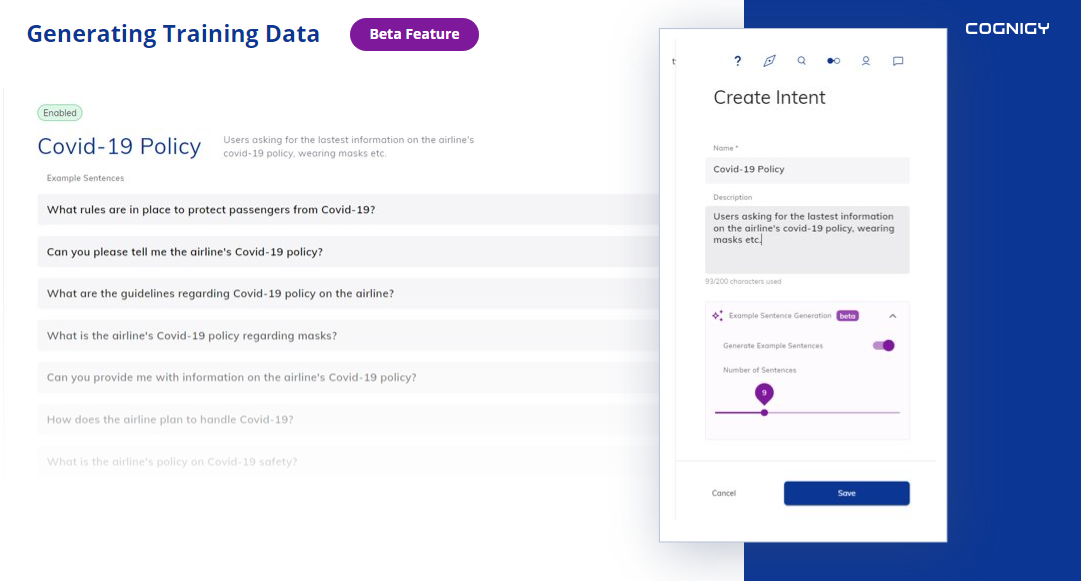 Generating Training Data
Beta Feature
COGNIGY
Enabled
Covid-19 Policy
Users asking for the lastest information on the airline's
covid-19 policy, wearing masks etc.
Example Sentences
What rules are in place to protect passengers from Covid-19?
Can you please tell me the airline's Covid-19 policy?
What are the guidelines regarding Covid-19 policy on the airline?
What is the airline's Covid-19 policy regarding masks?
Can you provide me with information on the airline's Covid-19 policy?
How does the airline plan to handle Covid-19?
What is the airline's policy on Covid-19 safety?
?
Create Intent
Name *
Covid-19 Policy
Description
Users asking for the lastest information
on the airline's covid-19 policy, wearing
masks etc.
93/200 characters used
Example Sentence Generation beta
Generate Example Sentences
Number of Sentences
9
Cancel
Save